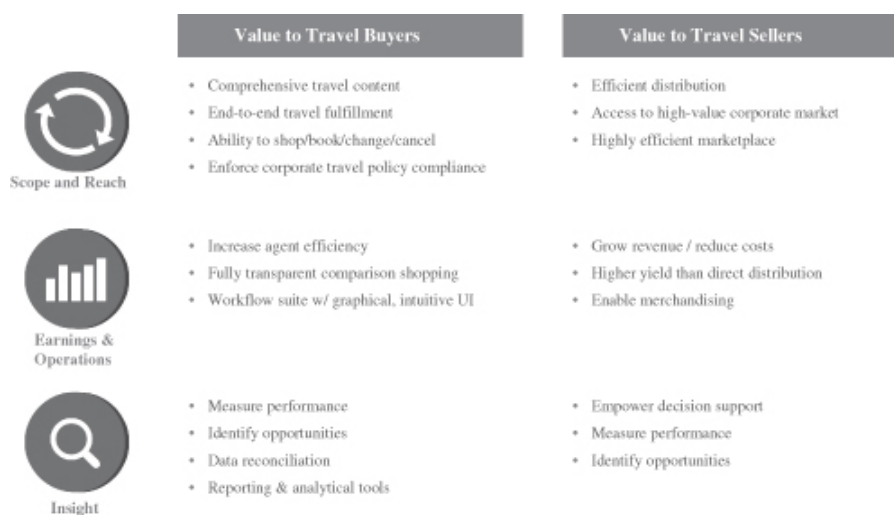 Value to Travel Buyers
Value to Travel Sellers
• Comprehensive travel content
• End-to-end travel fulfillment
• Ability to shop/book/change/cancel
• Enforce corporate travel policy compliance
• Efficient distribution
• Access to high-value corporate market
• Highly efficient marketplace
Scope and Reach
• Increase agent efficiency
• Fully transparent comparison shopping
• Workflow suite w/ graphical, intuitive UI
• Grow revenue / reduce costs
• Higher yield than direct distribution
• Enable merchandising
Earnings &
Operations
• Measure performance
• Identify opportunities
• Data reconciliation
• Reporting & analytical tools
• Empower decision support
• Measure performance
• Identify opportunities
Insight